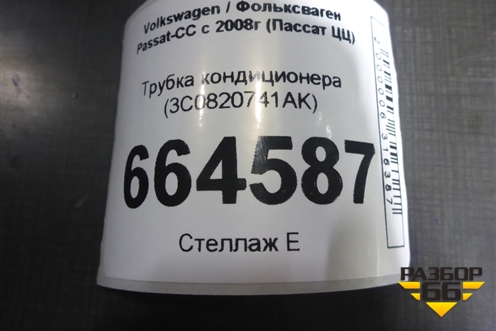 Volkswagen / Фольксваген
Passat-CC с 2008г (Пассат ЦЦ)
Трубка кондиционера
(3C0820741AK)
664587
Стеллаж Е
РАЗБОР
66